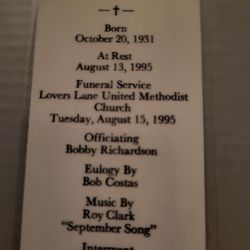 Born
October 20, 1931
At Rest
August 13, 1995
Funeral Service
Lovers Lane United Methodist
Church
Tuesday, August 15, 1995
Officiating
Bobby Richardson
Eulogy By
Bob Costas
Music By
Roy Clark
"September Song"
Interment